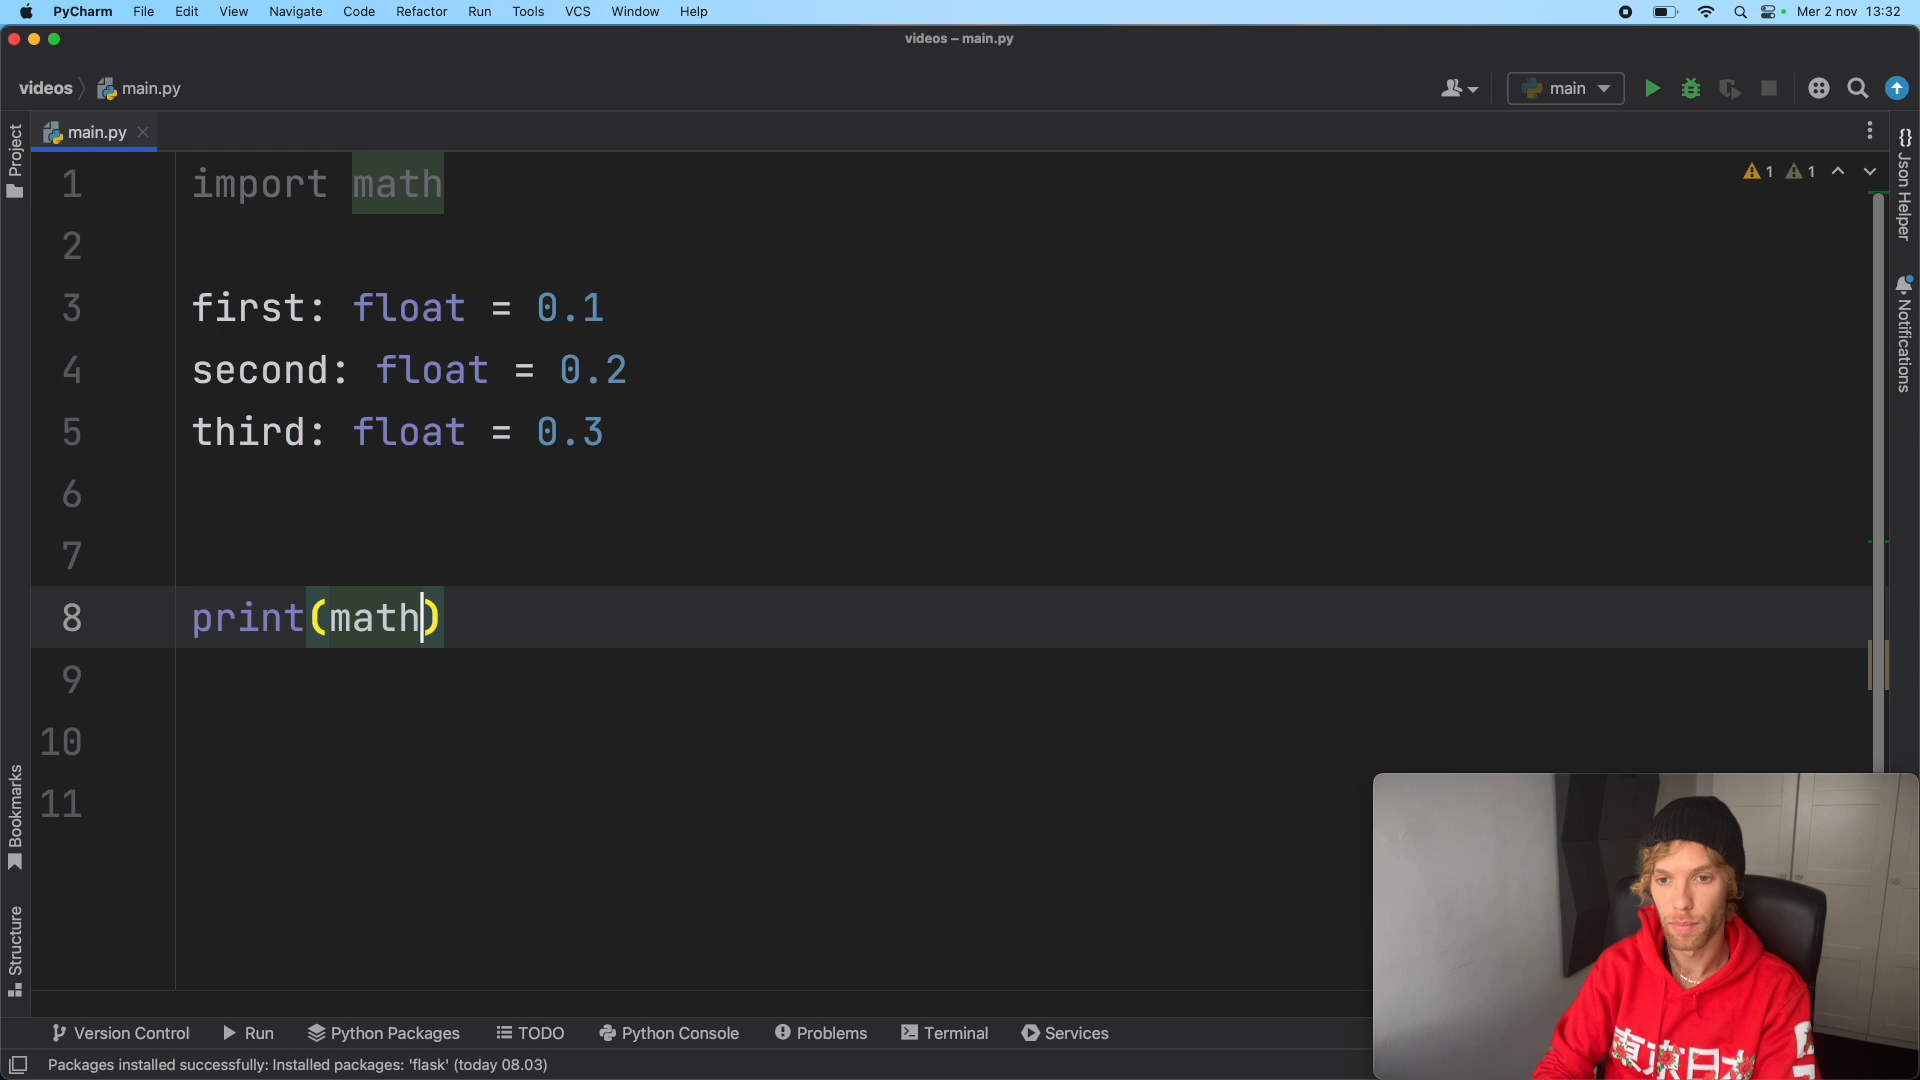 PyCharm File Edit View Navigate Code Refactor Run Tools VCS Window Help Mer 2 nov 13:32
videos – main.py
videos main.py
main
main.py
1 1
Project
Json Helper
Notifications
Bookmarks
Structure
1 import math
2
3 first: float = 0.1
4 second: float = 0.2
5 third: float = 0.3
6
7
8 print(math)
9
10
11
東京日本
Version Control Run Python Packages TODO Python Console Problems Terminal Services
Packages installed successfully: Installed packages: 'flask' (today 08.03)